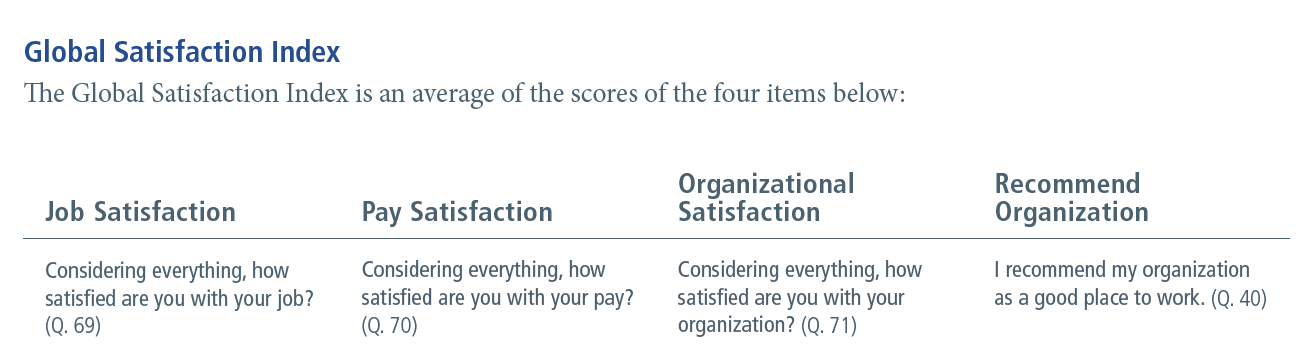 Global Satisfaction Index
The Global Satisfaction Index is an average of the scores of the four items below:
Job Satisfaction
Pay Satisfaction
Organizational
Satisfaction
Recommend
Organization
Considering everything, how
satisfied are you with your job?
(Q. 69)
Considering everything, how
satisfied are you with your pay?
(Q. 70)
Considering everything, how
satisfied are you with your
organization? (Q. 71)
I recommend my organization
as a good place to work. (Q. 40)